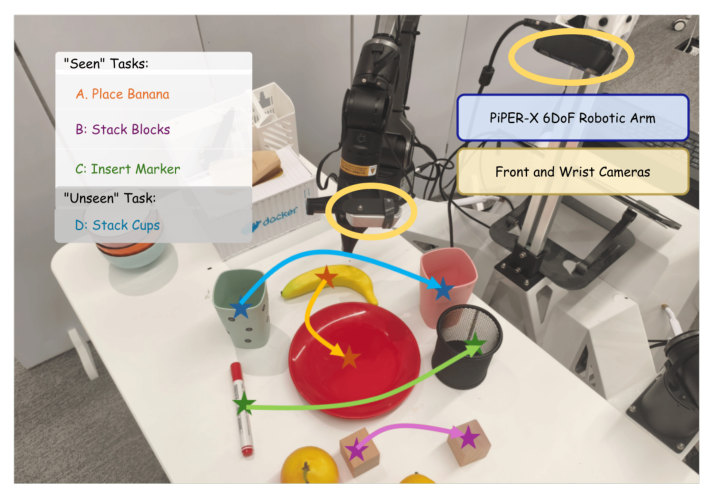 "Seen" Tasks:
A. Place Banana
B: Stack Blocks
C: Insert Marker
"Unseen" Task:
D: Stack Cups
PiPER-X 6DoF Robotic Arm
Front and Wrist Cameras
docker